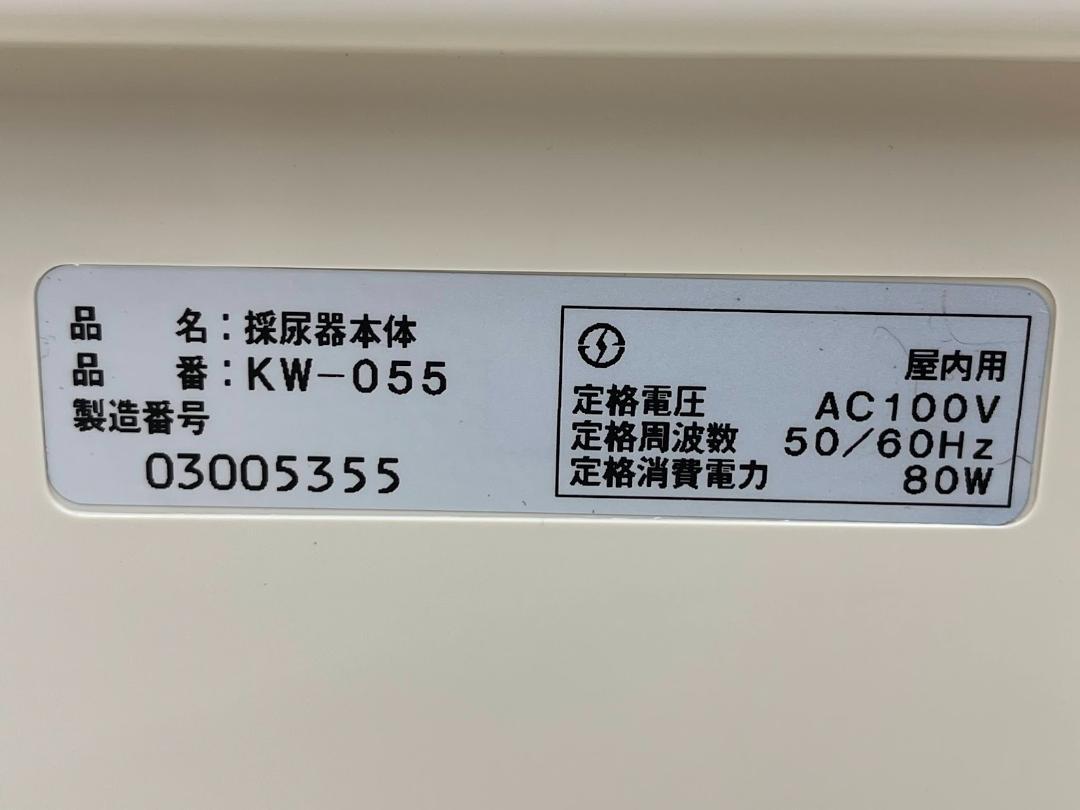 品　名：採尿器本体
品　番：KW-055
製造番号
03005355
屋内用
定格電圧 AC100V
定格周波数 50/60Hz
定格消費電力 80W